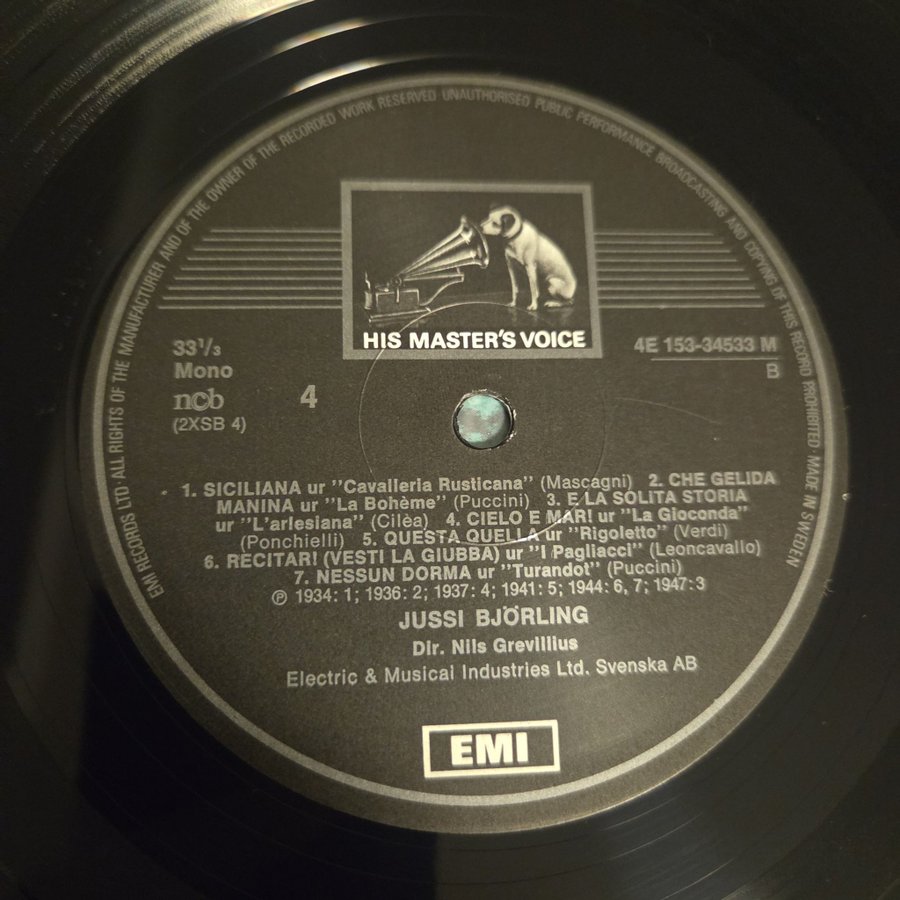 EMI RECORDS LTD · ALL RIGHTS OF THE MANUFACTURER AND OF THE OWNER OF THE RECORDED WORK RESERVED UNAUTHORISED PUBLIC PERFORMANCE BROADCASTING AND COPYING OF THIS RECORD PROHIBITED · MADE IN SWEDEN
HIS MASTER'S VOICE
33⅓
Mono
ncb
(2XSB 4)
4
4E 153-34533 M
B
1. SICILIANA ur "Cavalleria Rusticana" (Mascagni) 2. CHE GELIDA
MANINA ur "La Bohème" (Puccini) 3. E LA SOLITA STORIA
ur "L'arlesiana" (Cilèa) 4. CIELO E MAR! ur "La Gioconda"
(Ponchielli) 5. QUESTA QUELLA ur "Rigoletto" (Verdi)
6. RECITAR! (VESTI LA GIUBBA) ur "I Pagliacci" (Leoncavallo)
7. NESSUN DORMA ur "Turandot" (Puccini)
℗ 1934: 1; 1936: 2; 1937: 4; 1941: 5; 1944: 6, 7; 1947: 3
JUSSI BJÖRLING
Dir. Nils Grevillius
Electric & Musical Industries Ltd. Svenska AB
EMI